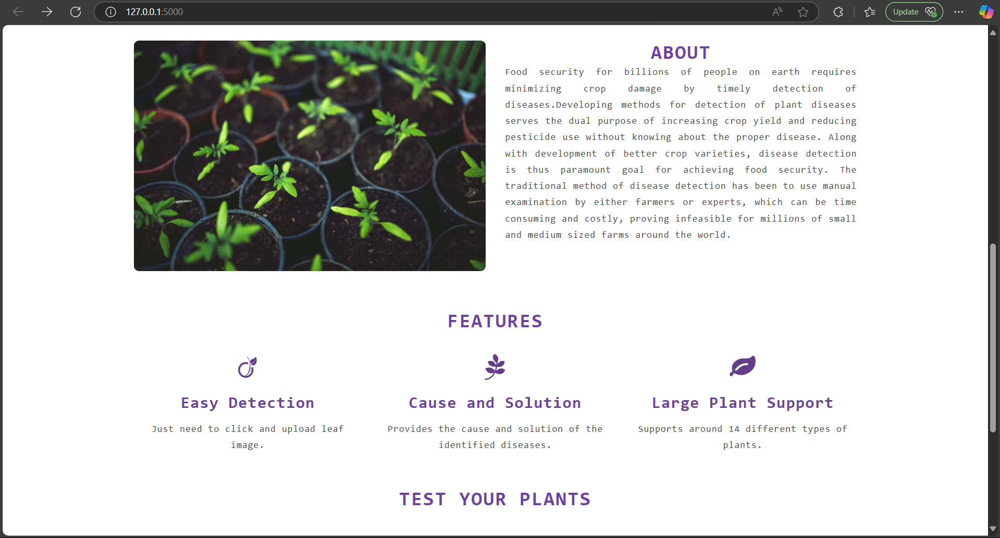 127.0.0.1:5000
Update
ABOUT
Food security for billions of people on earth requires
minimizing crop damage by timely detection of
diseases.Developing methods for detection of plant diseases
serves the dual purpose of increasing crop yield and reducing
pesticide use without knowing about the proper disease. Along
with development of better crop varieties, disease detection
is thus paramount goal for achieving food security. The
traditional method of disease detection has been to use manual
examination by either farmers or experts, which can be time
consuming and costly, proving infeasible for millions of small
and medium sized farms around the world.
FEATURES
Easy Detection
Just need to click and upload leaf
image.
Cause and Solution
Provides the cause and solution of the
identified diseases.
Large Plant Support
Supports around 14 different types of
plants.
TEST YOUR PLANTS